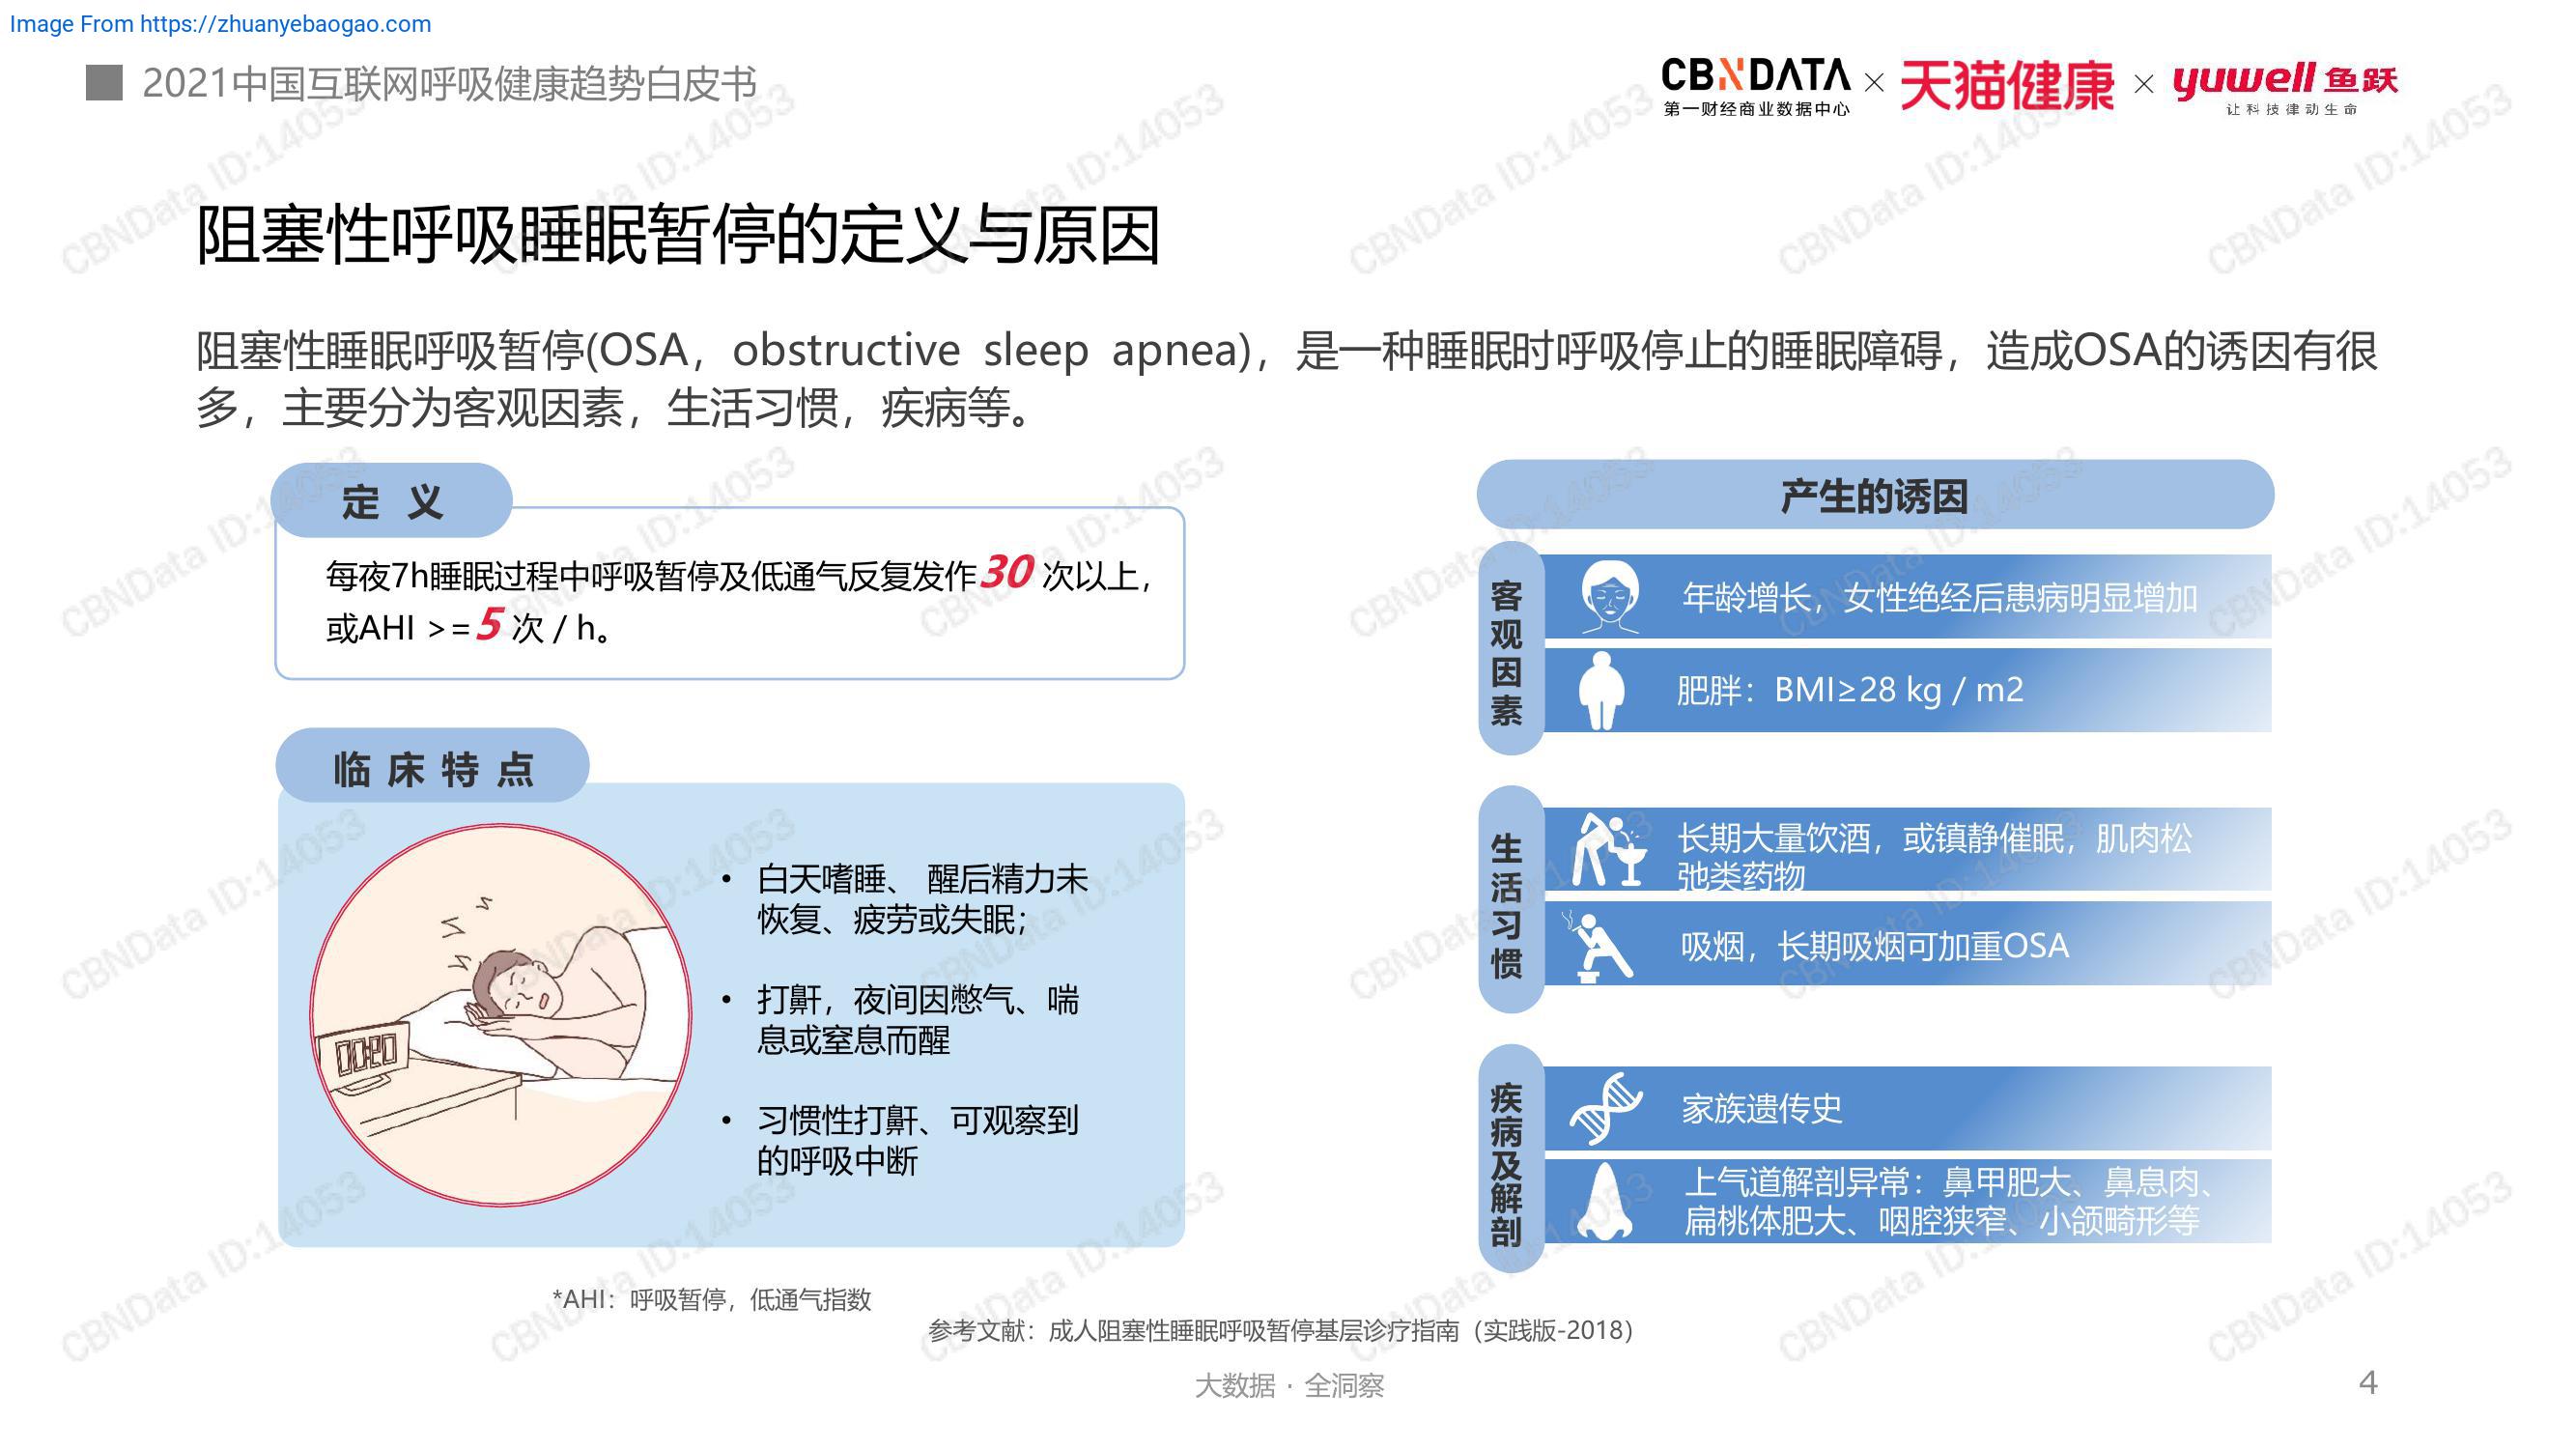 Image From https://zhuanyebaogao.com
2021中国互联网呼吸健康趋势白皮书
CBNDATA × 天猫健康 × yuwell 鱼跃
第一财经商业数据中心
让科技律动生命
阻塞性呼吸睡眠暂停的定义与原因
阻塞性睡眠呼吸暂停(OSA，obstructive sleep apnea)，是一种睡眠时呼吸停止的睡眠障碍，造成OSA的诱因有很
多，主要分为客观因素，生活习惯，疾病等。
定 义
每夜7h睡眠过程中呼吸暂停及低通气反复发作30 次以上，
或AHI >=5 次 / h。
临 床 特 点
00:20
• 白天嗜睡、 醒后精力未
恢复、疲劳或失眠；
• 打鼾，夜间因憋气、喘
息或窒息而醒
• 习惯性打鼾、可观察到
的呼吸中断
*AHI：呼吸暂停，低通气指数
产生的诱因
客观因素
年龄增长，女性绝经后患病明显增加
肥胖：BMI≥28 kg / m2
生活习惯
长期大量饮酒，或镇静催眠，肌肉松
弛类药物
吸烟，长期吸烟可加重OSA
疾病及解剖
家族遗传史
上气道解剖异常：鼻甲肥大、鼻息肉、
扁桃体肥大、咽腔狭窄、小颌畸形等
参考文献：成人阻塞性睡眠呼吸暂停基层诊疗指南（实践版-2018）
大数据 · 全洞察
4
CBNData ID:14053